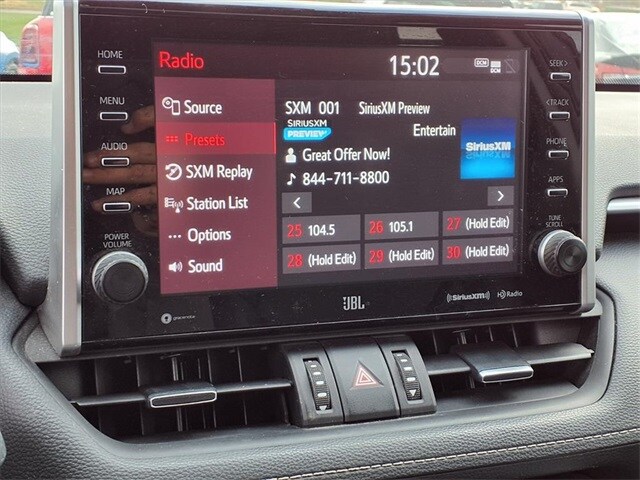 Radio
15:02
DCM
DCM
HOME
MENU
AUDIO
MAP
POWER
VOLUME
SEEK>
<TRACK
PHONE
APPS
TUNE
SCROLL
Source
Presets
SXM Replay
Station List
Options
Sound
SXM 001 SiriusXM Preview
SIRIUSXM
PREVIEW
Entertain
SiriusXM
Great Offer Now!
844-711-8800
25 104.5
26 105.1
27 (Hold Edit)
28 (Hold Edit)
29 (Hold Edit)
30 (Hold Edit)
gracenote
JBL
SiriusXM
HD Radio